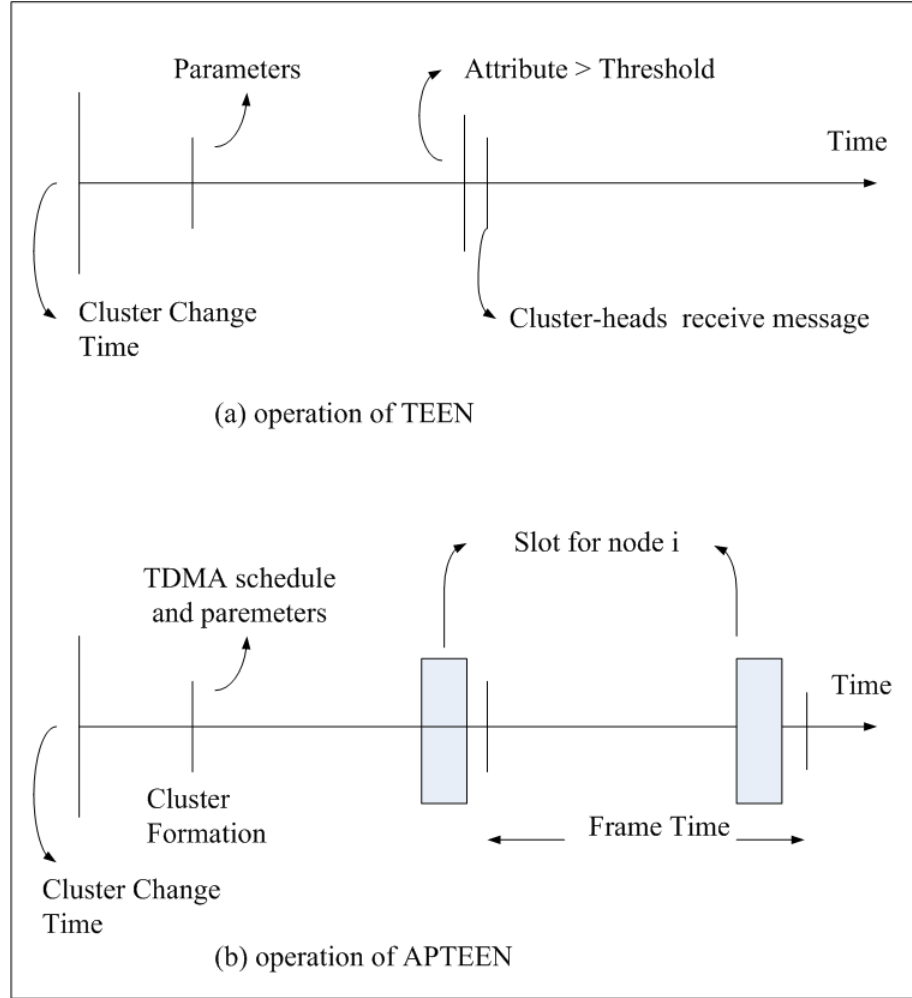 Parameters
Attribute > Threshold
Time
Cluster Change
Time
Cluster-heads receive message
(a) operation of TEEN
Slot for node i
TDMA schedule
and paremeters
Time
Cluster
Formation
Frame Time
Cluster Change
Time
(b) operation of APTEEN